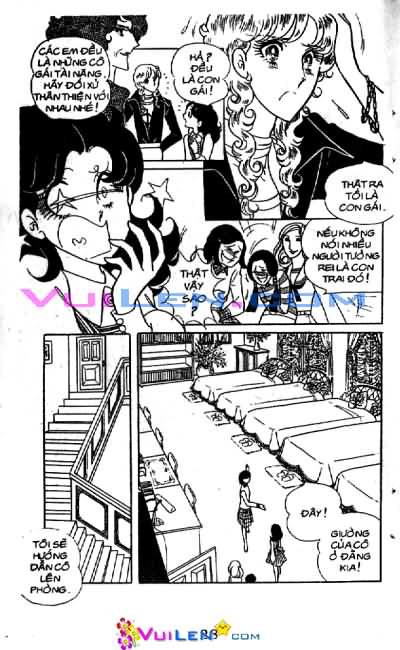 CÁC EM ĐỀU
LÀ NHỮNG CÔ
GÁI TÀI NĂNG.
HÃY ĐỐI XỬ
THÂN THIỆN VỚI
NHAU NHÉ!
HẢ?
ĐỀU
LÀ CON
GÁI!
THẬT RA
TÔI LÀ
CON GÁI.
THẬT
VẬY
SAO
?
NẾU KHÔNG
NÓI NHIỀU
NGƯỜI TƯỞNG
REI LÀ CON
TRAI ĐÓ!
VUILEN.COM
TÔI SẼ
HƯỚNG
DẪN CÔ
LÊN
PHÒNG.
ĐÂY!
GIƯỜNG
CỦA CÔ
Ở ĐẰNG
KIA!
VUILEN.COM